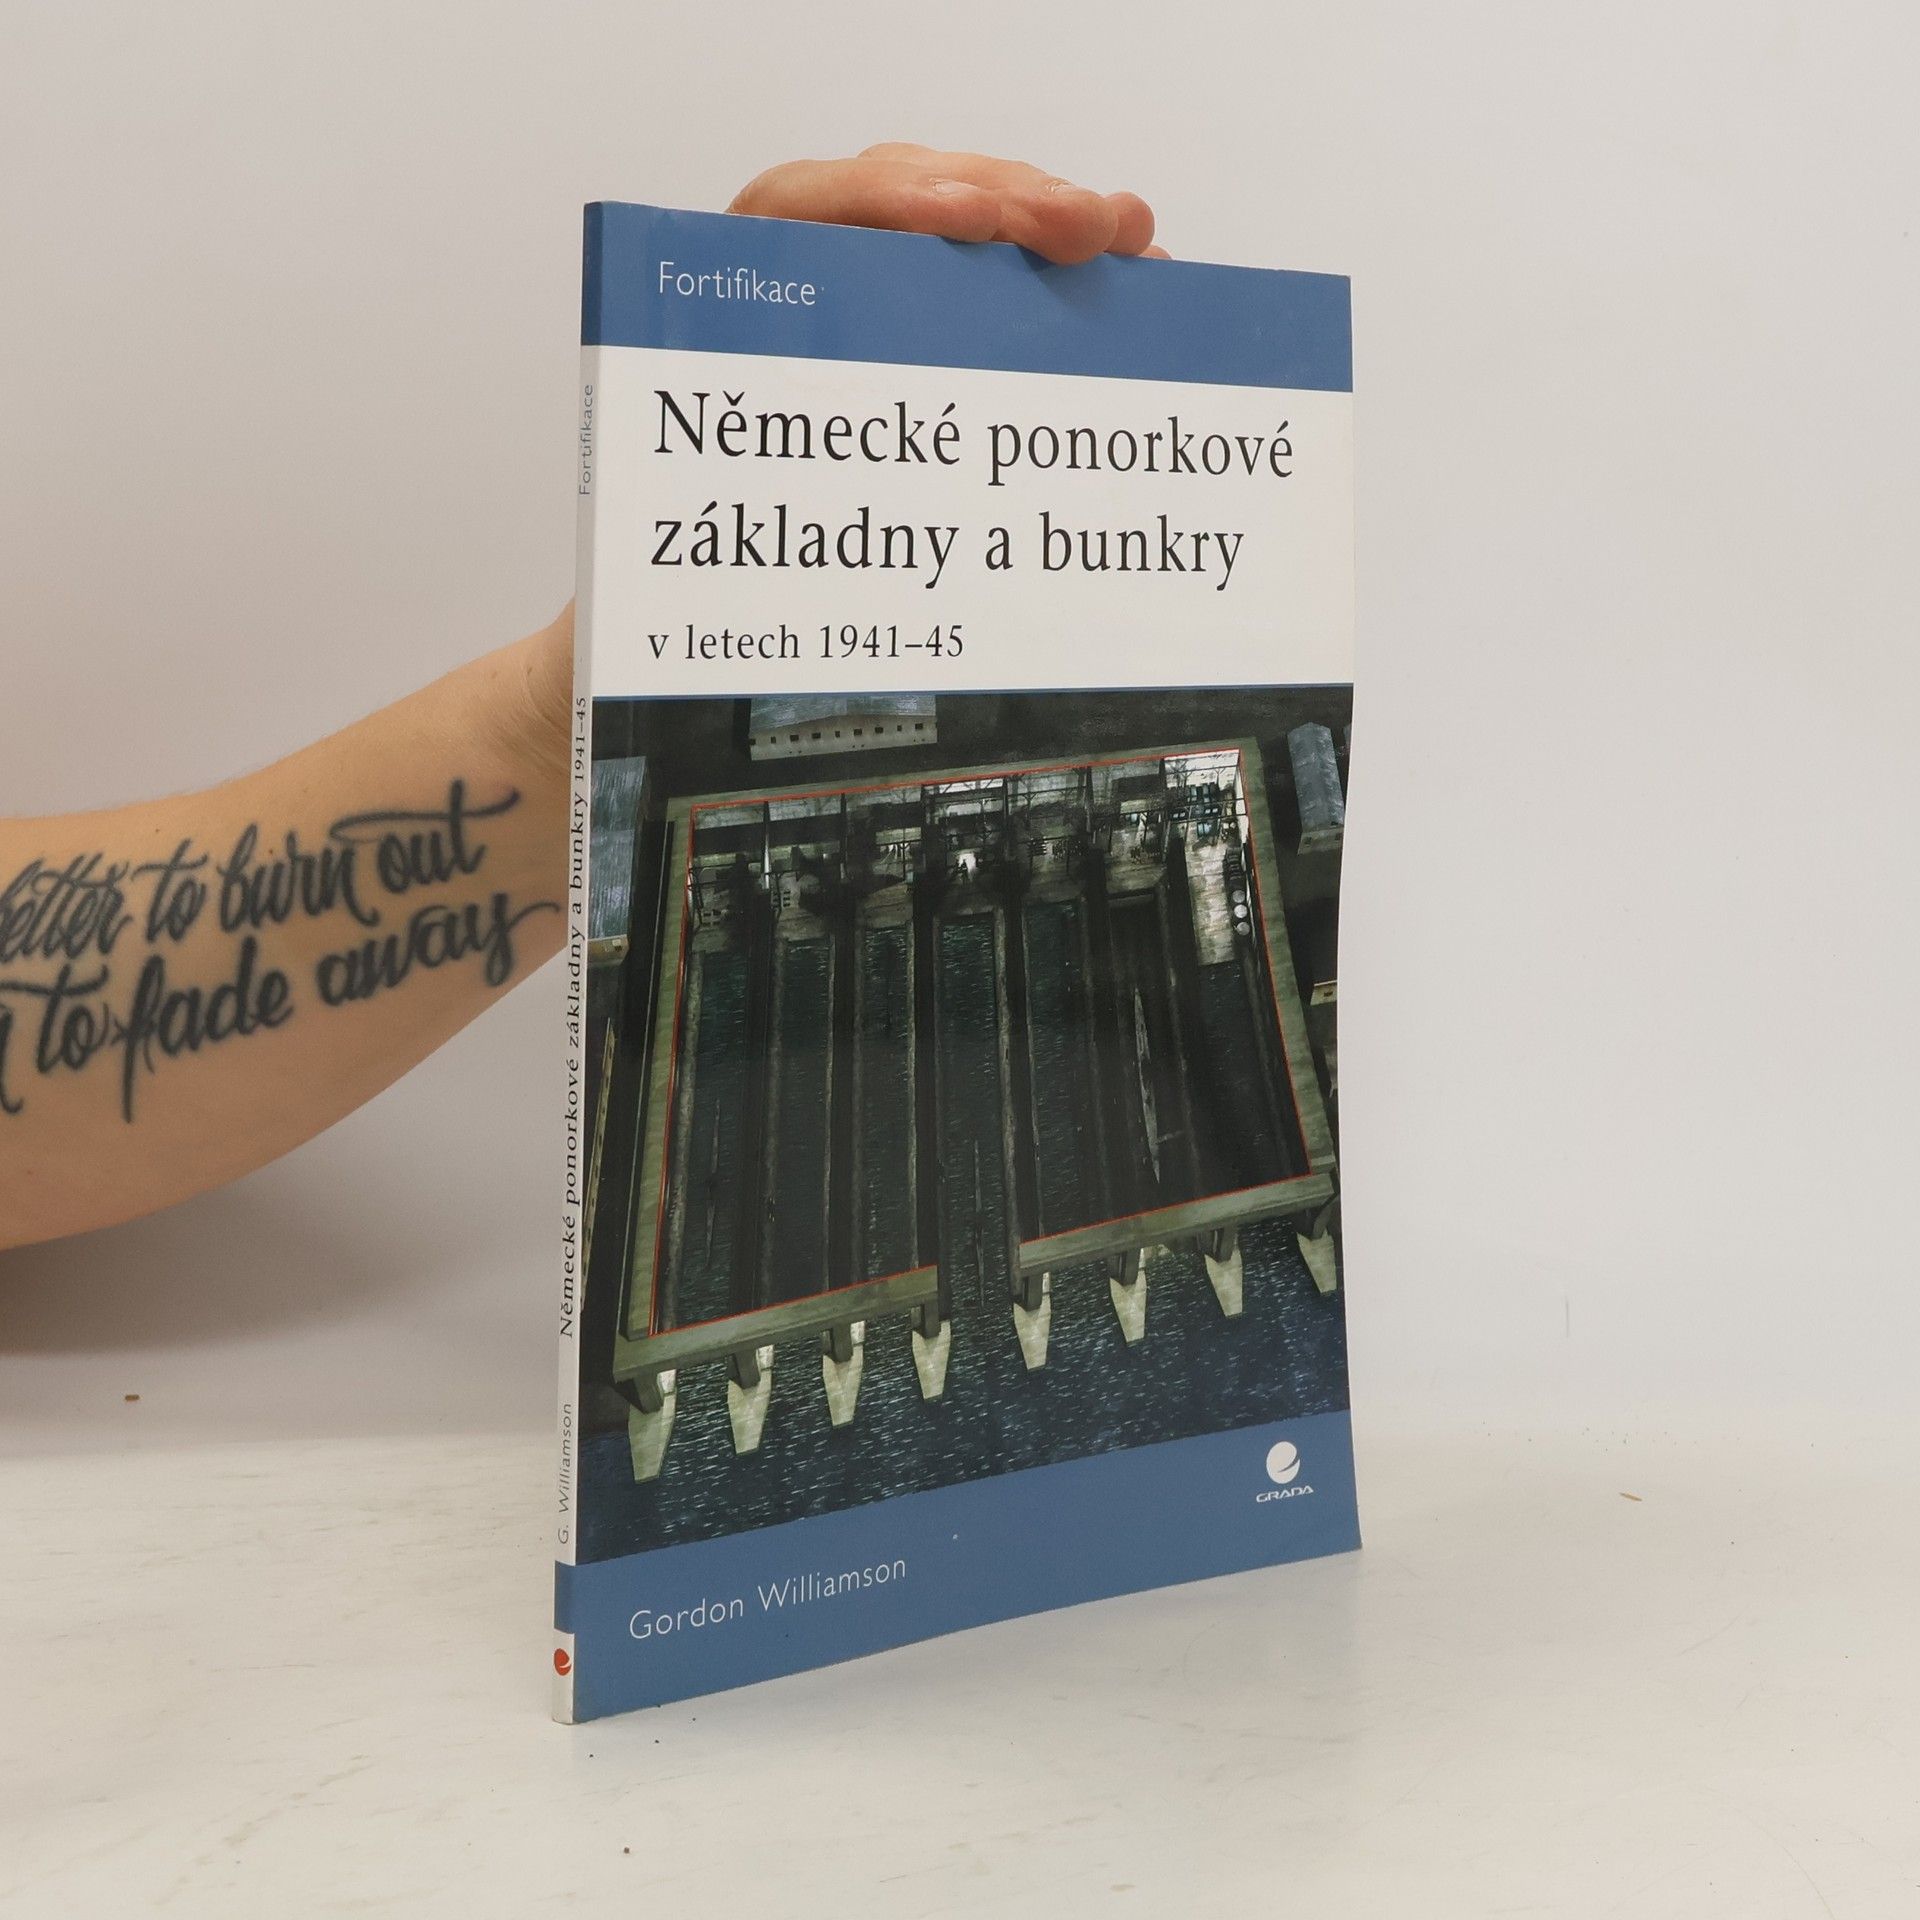 Fortifikace
Německé ponorkové
základny a bunkry
v letech 1941–45
GRADA
Gordon Williamson
Fortifikace
Německé ponorkové základny a bunkry 1941–45
G. Williamson
better to burn out
to fade away